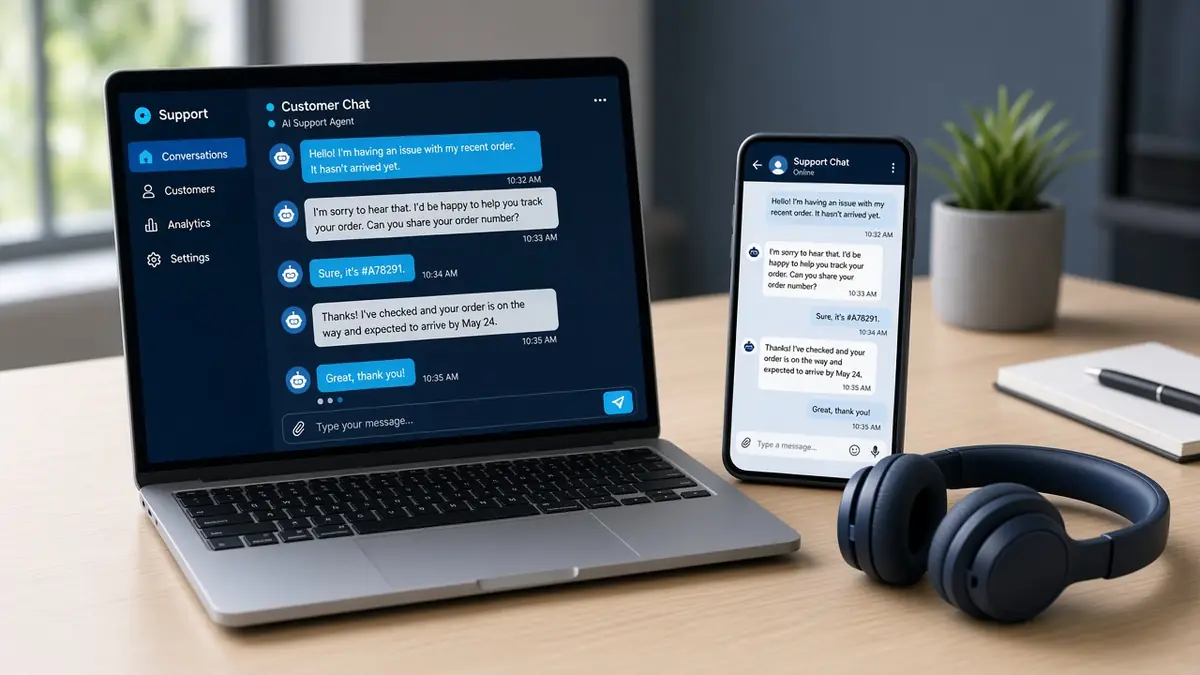 Support
Conversations
Customers
Analytics
Settings
Customer Chat
AI Support Agent
Hello! I'm having an issue with my recent order.
It hasn't arrived yet.
10:32 AM
I'm sorry to hear that. I'd be happy to help you track
your order. Can you share your order number?
10:33 AM
Sure, it's #A78291.
10:34 AM
Thanks! I've checked and your order is on the
way and expected to arrive by May 24.
10:35 AM
Great, thank you!
10:35 AM
Type your message...
Support Chat
Online
Hello! I'm having an issue with my
recent order. It hasn't arrived yet.
10:32 AM
I'm sorry to hear that. I'd be
happy to help you track your
order. Can you share your
order number?
10:33 AM
Sure, it's #A78291.
10:34 AM
Thanks! I've checked and your
order is on the way and
expected to arrive by May 24.
10:35 AM
Great, thank you!
10:35 AM
Type a message...